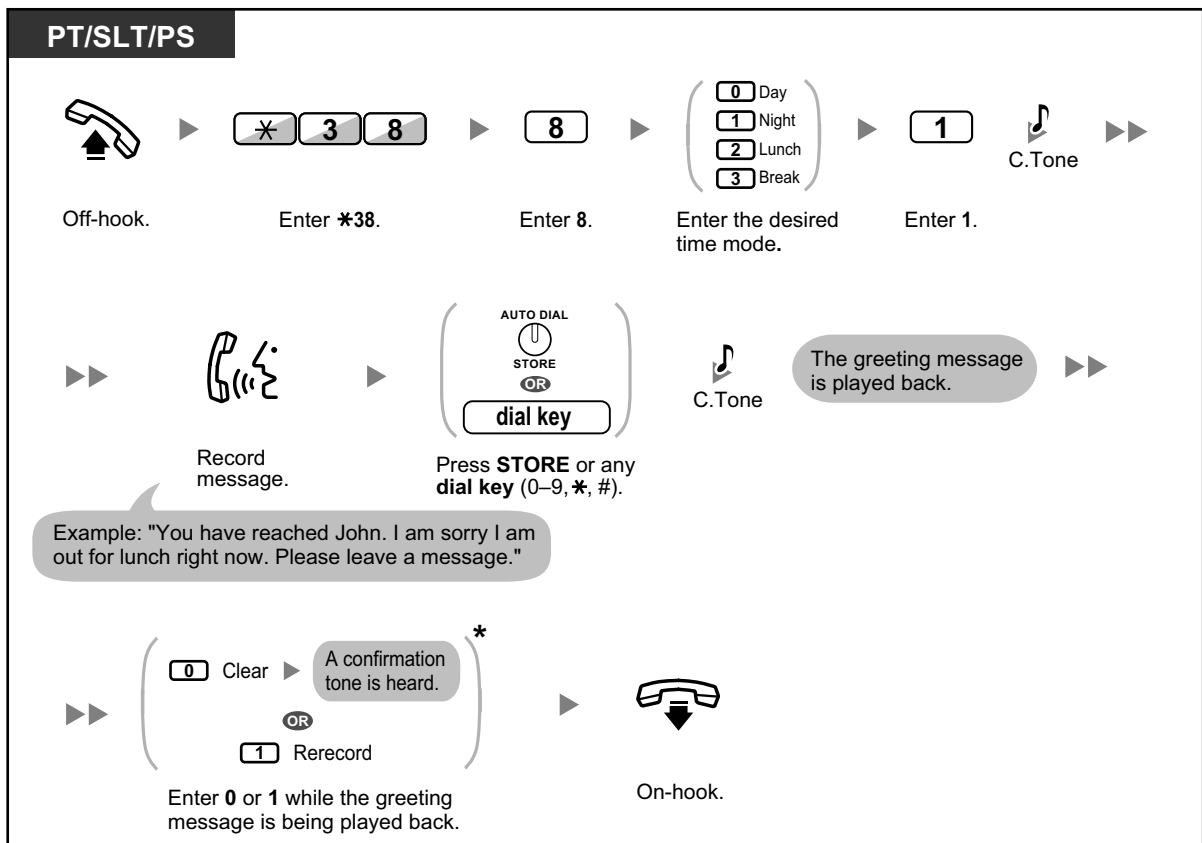 PT/SLT/PS
0 Day
1 Night
2 Lunch
3 Break
* 3 8
8
1
C.Tone
Off-hook.
Enter *38.
Enter 8.
Enter the desired
time mode.
Enter 1.
AUTO DIAL
STORE
OR
dial key
C.Tone
The greeting message
is played back.
Record
message.
Press STORE or any
dial key (0–9, *, #).
Example: "You have reached John. I am sorry I am
out for lunch right now. Please leave a message."
*
0 Clear
A confirmation
tone is heard.
OR
1 Rerecord
Enter 0 or 1 while the greeting
message is being played back.
On-hook.